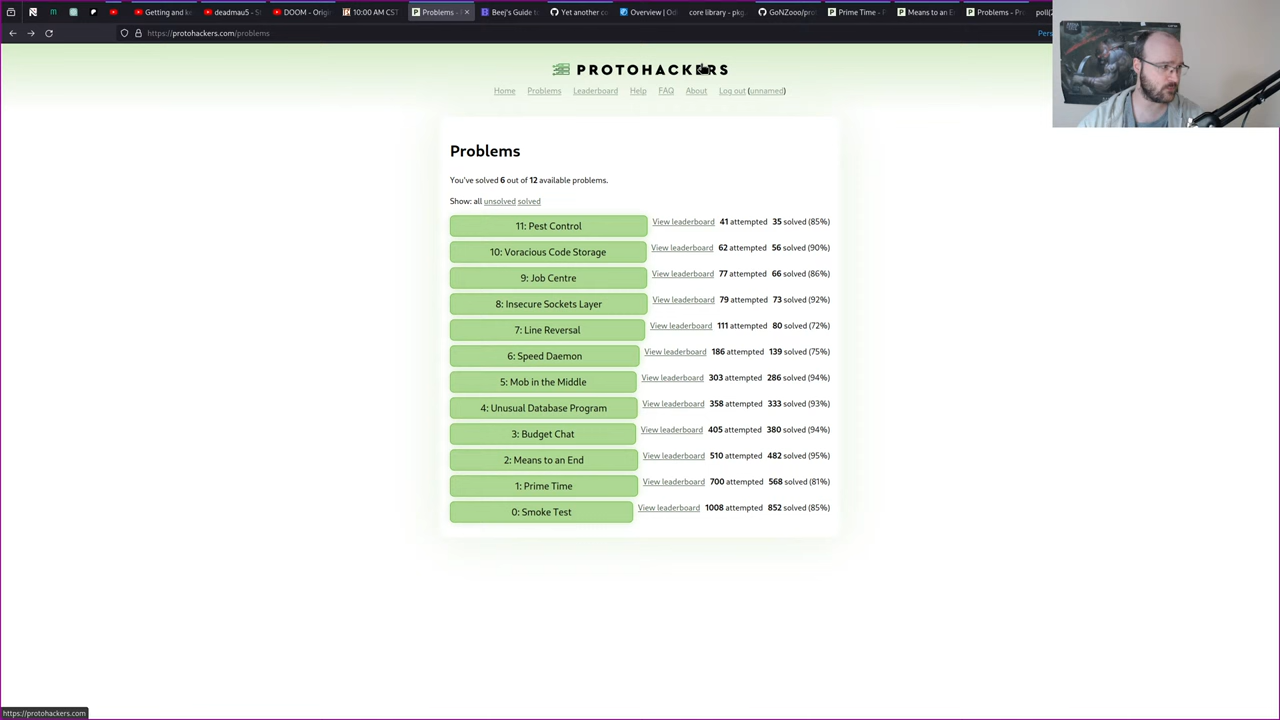 Getting and ke
deadmau5 - St
DOOM - Origi
10:00 AM CST
Problems -
Beej's Guide to
Yet another co
Overview | Od
core library - pkg.
GoNZooo/pro
Prime Time - P
Means to an E
Problems - Pro
poll(2
https://protohackers.com/problems
Pers
PROTOHACKERS
Home Problems Leaderboard Help FAQ About Log out (unnamed)
Problems
You've solved 6 out of 12 available problems.
Show: all unsolved solved
11: Pest Control View leaderboard 41 attempted 35 solved (85%)
10: Voracious Code Storage View leaderboard 62 attempted 56 solved (90%)
9: Job Centre View leaderboard 77 attempted 66 solved (86%)
8: Insecure Sockets Layer View leaderboard 79 attempted 73 solved (92%)
7: Line Reversal View leaderboard 111 attempted 80 solved (72%)
6: Speed Daemon View leaderboard 186 attempted 139 solved (75%)
5: Mob in the Middle View leaderboard 303 attempted 286 solved (94%)
4: Unusual Database Program View leaderboard 358 attempted 333 solved (93%)
3: Budget Chat View leaderboard 405 attempted 380 solved (94%)
2: Means to an End View leaderboard 510 attempted 482 solved (95%)
1: Prime Time View leaderboard 700 attempted 568 solved (81%)
0: Smoke Test View leaderboard 1008 attempted 852 solved (85%)
https://protohackers.com